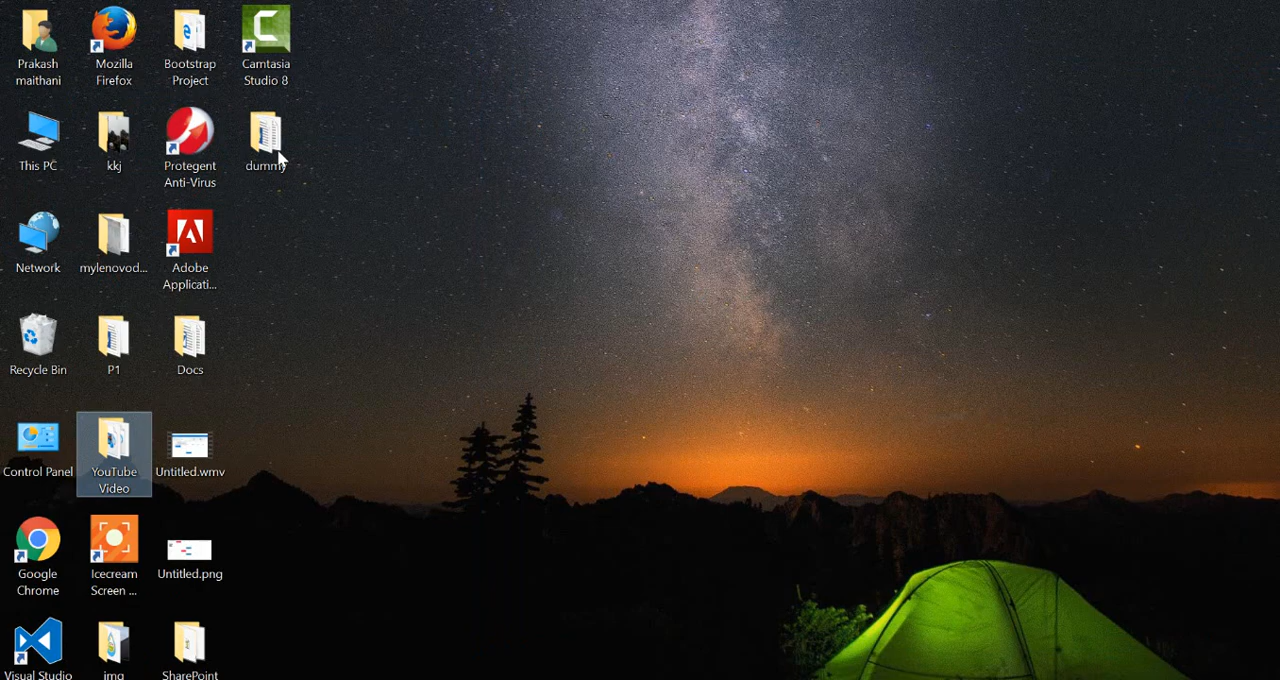 Prakash
maithani
Mozilla
Firefox
Bootstrap
Project
Camtasia
Studio 8
This PC
kkj
Protegent
Anti-Virus
dummy
Network
mylenovod...
Adobe
Applicati...
Recycle Bin
P1
Docs
Control Panel
YouTube
Video
Untitled.wmv
Google
Chrome
Icecream
Screen ...
Untitled.png
Visual Studio
img
SharePoint